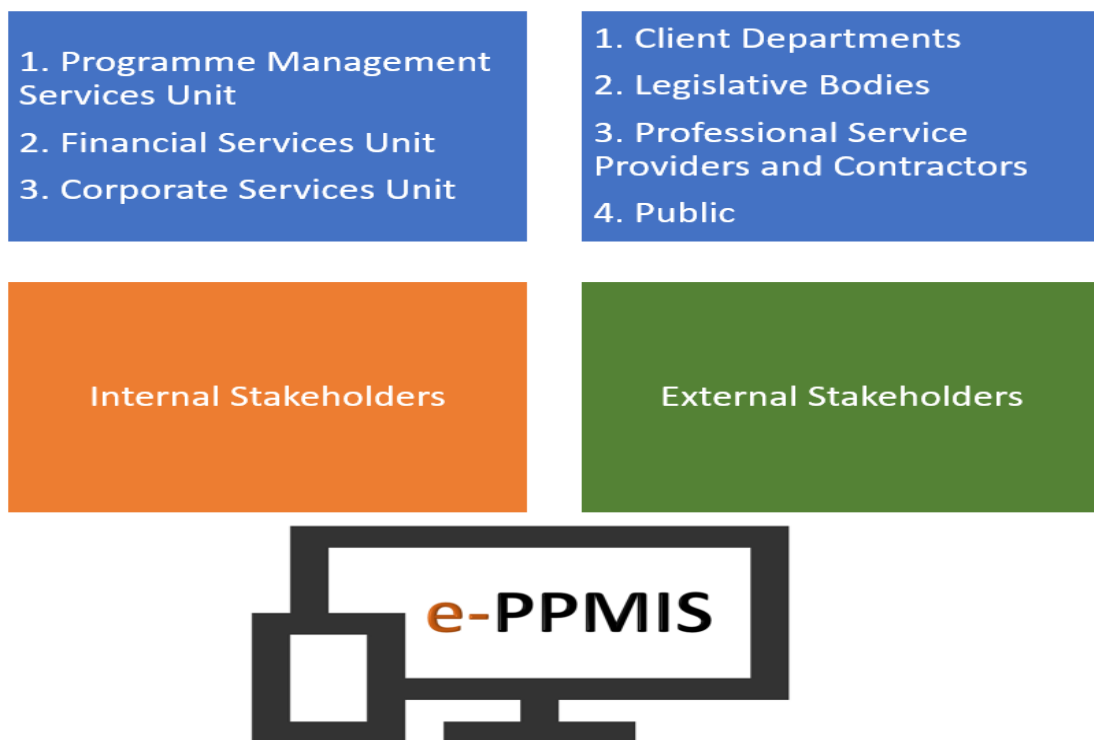 1. Programme Management
Services Unit
2. Financial Services Unit
3. Corporate Services Unit
1. Client Departments
2. Legislative Bodies
3. Professional Service
Providers and Contractors
4. Public
Internal Stakeholders
External Stakeholders
e-PPMIS